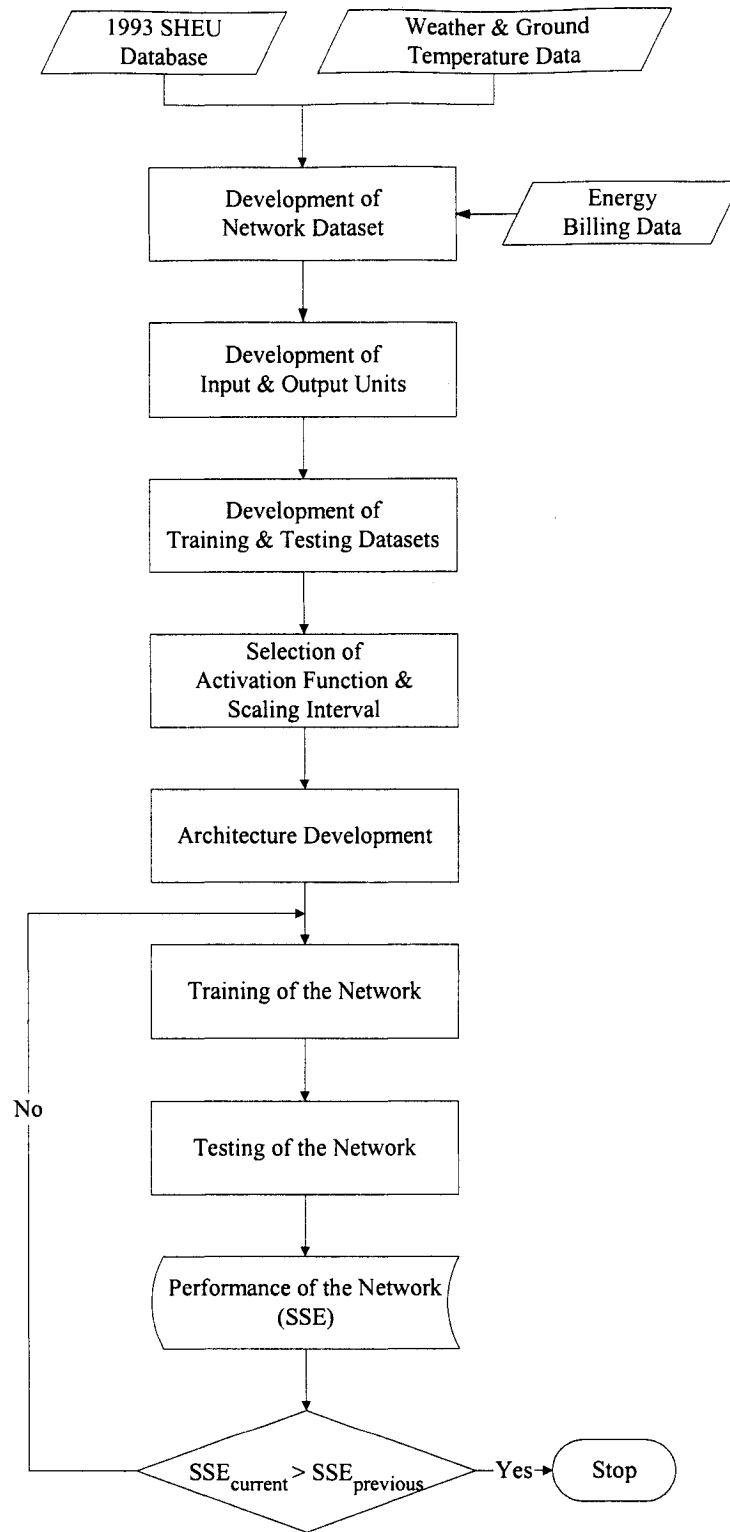 1993 SHEU
Database
Weather & Ground
Temperature Data
Development of
Network Dataset
Energy
Billing Data
Development of
Input & Output Units
Development of
Training & Testing Datasets
Selection of
Activation Function &
Scaling Interval
Architecture Development
Training of the Network
No
Testing of the Network
Performance of the Network
(SSE)
SSEcurrent > SSEprevious
Yes
Stop